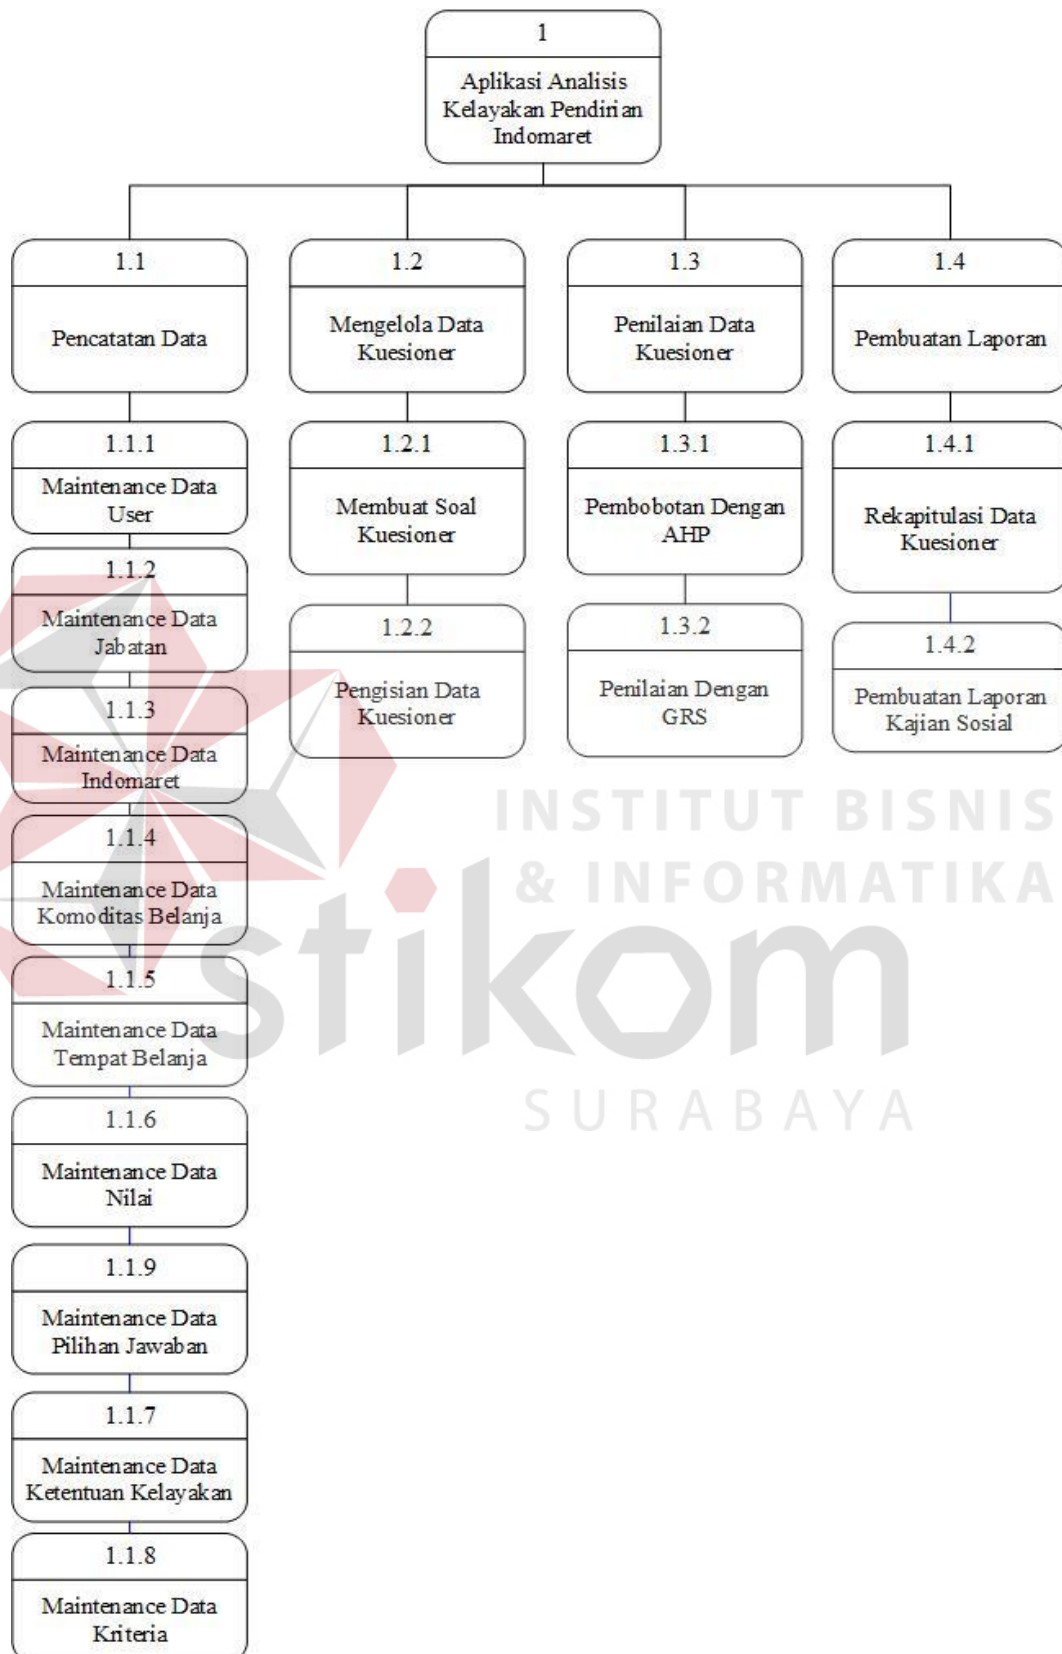 1
Aplikasi Analisis
Kelayakan Pendirian
Indomaret
1.1
Pencatatan Data
1.2
Mengelola Data
Kuesioner
1.3
Penilaian Data
Kuesioner
1.4
Pembuatan Laporan
1.1.1
Maintenance Data
User
1.1.2
Maintenance Data
Jabatan
1.1.3
Maintenance Data
Indomaret
1.1.4
Maintenance Data
Komoditas Belanja
1.1.5
Maintenance Data
Tempat Belanja
1.1.6
Maintenance Data
Nilai
1.1.9
Maintenance Data
Pilihan Jawaban
1.1.7
Maintenance Data
Ketentuan Kelayakan
1.1.8
Maintenance Data
Kriteria
1.2.1
Membuat Soal
Kuesioner
1.2.2
Pengisian Data
Kuesioner
1.3.1
Pembobotan Dengan
AHP
1.3.2
Penilaian Dengan
GRS
1.4.1
Rekapitulasi Data
Kuesioner
1.4.2
Pembuatan Laporan
Kajian Sosial
INSTITUT BISNIS
& INFORMATIKA
stikom
SURABAYA